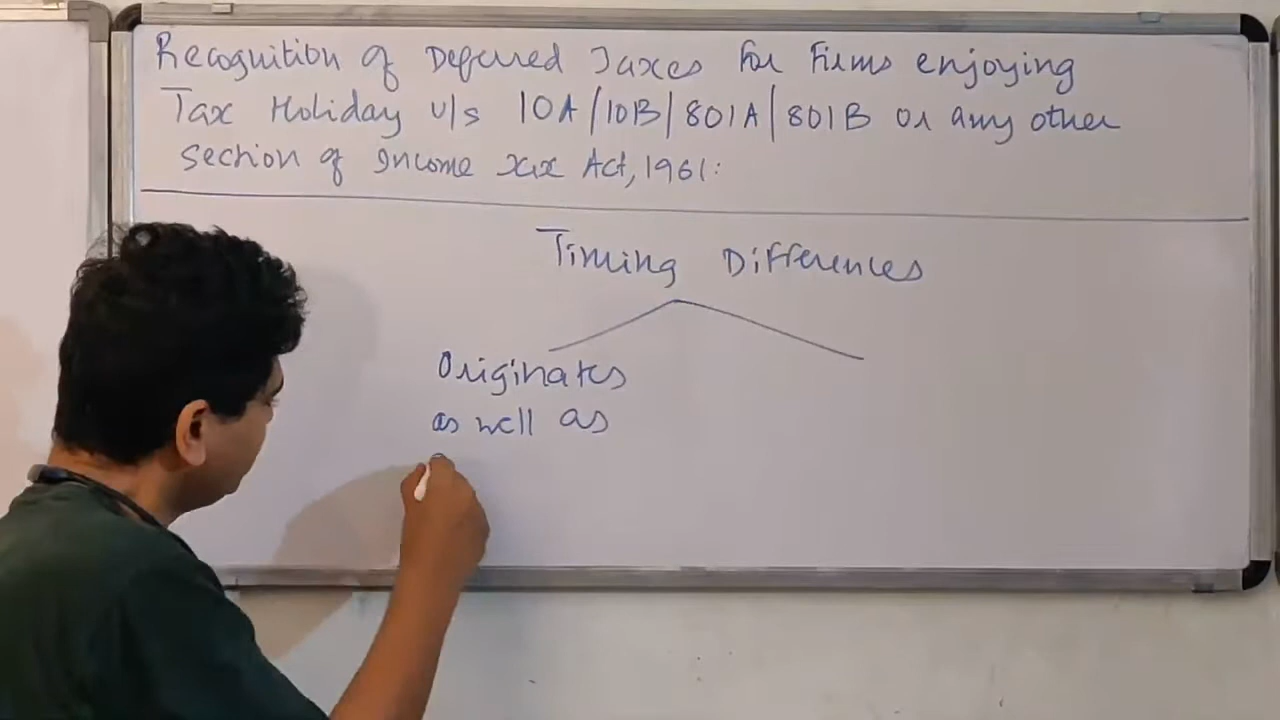 Recognition of Deferred Taxes for Firms enjoying
Tax Holiday u/s 10A/10B/80IA/80IB or any other
section of Income Tax Act, 1961:
Timing Differences
Originates
as well as